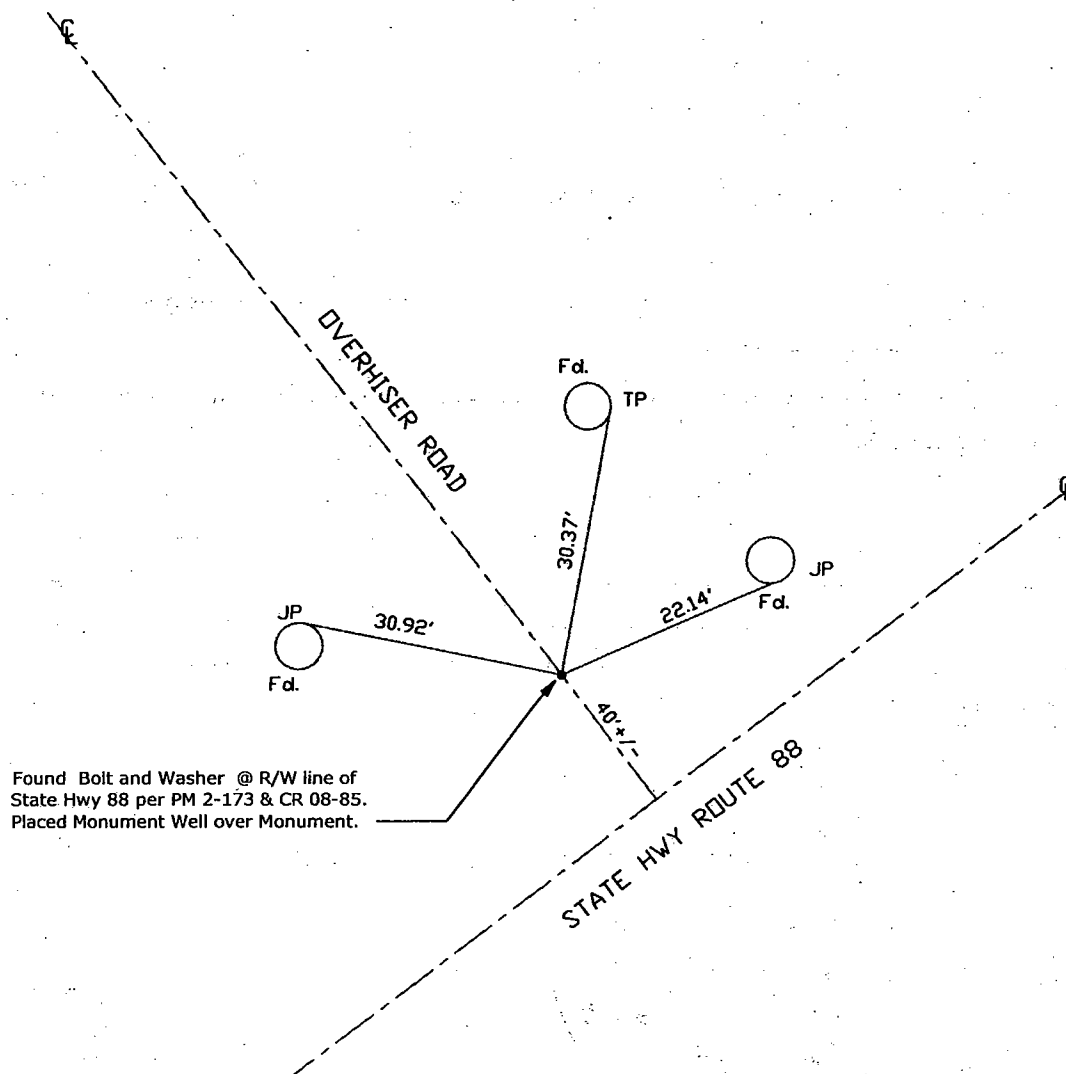 ℄
OVERHISER ROAD
Fd.
TP
℄
30.37'
JP
Fd.
22.14'
JP
30.92'
Fd.
40'+/-
Found Bolt and Washer @ R/W line of
State Hwy 88 per PM 2-173 & CR 08-85.
Placed Monument Well over Monument.
STATE HWY ROUTE 88